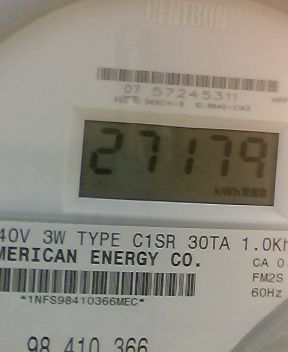 CENTRON
07 57245311
27179
kWh
40V 3W TYPE C1SR 30TA 1.0Kh
MERICAN ENERGY CO.
CA 0
FM2S
*1NFS98410366MEC*
60Hz
98 410 366